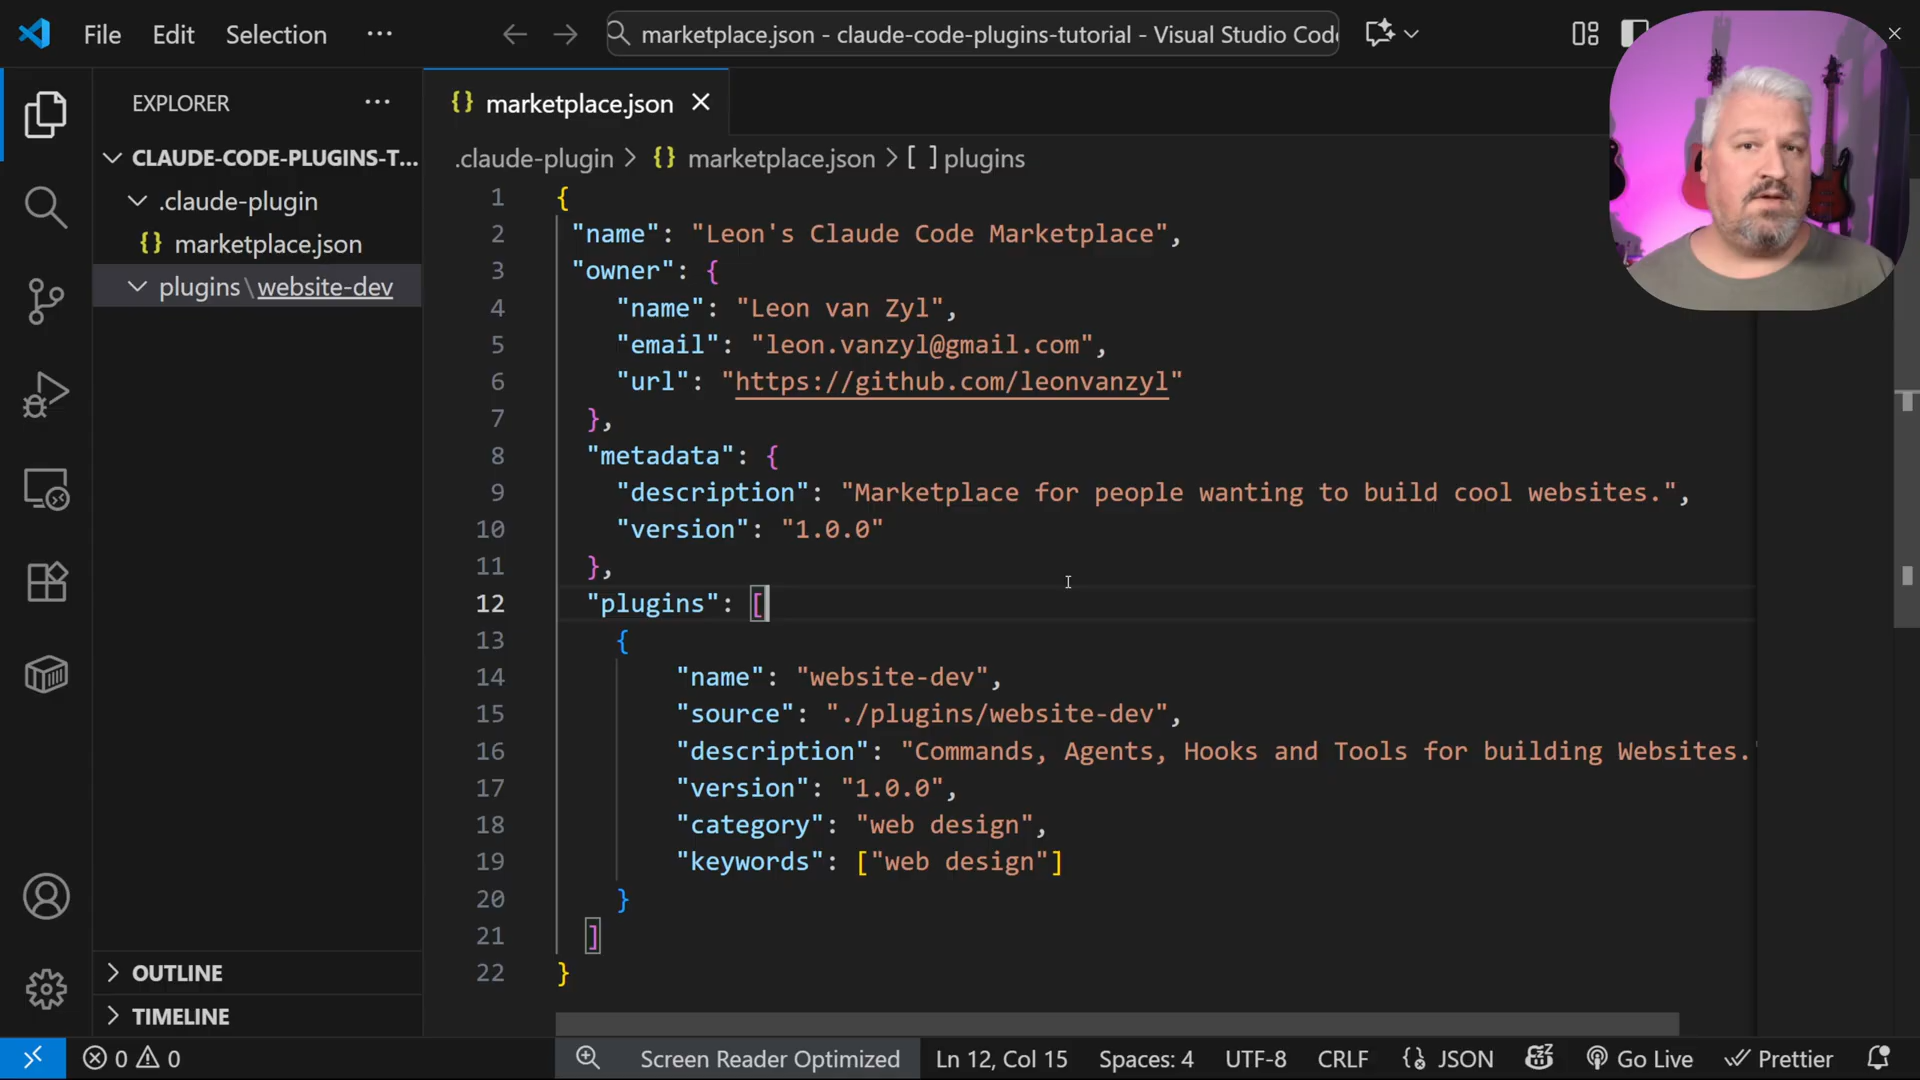 File Edit Selection ...
marketplace.json - claude-code-plugins-tutorial - Visual Studio Cod
EXPLORER ...
CLAUDE-CODE-PLUGINS-T...
.claude-plugin
{} marketplace.json
plugins\website-dev
OUTLINE
TIMELINE
{} marketplace.json
.claude-plugin > {} marketplace.json > [ ] plugins
1 {
2 "name": "Leon's Claude Code Marketplace",
3 "owner": {
4 "name": "Leon van Zyl",
5 "email": "leon.vanzyl@gmail.com",
6 "url": "https://github.com/leonvanzyl"
7 },
8 "metadata": {
9 "description": "Marketplace for people wanting to build cool websites.",
10 "version": "1.0.0"
11 },
12 "plugins": [
13 {
14 "name": "website-dev",
15 "source": "./plugins/website-dev",
16 "description": "Commands, Agents, Hooks and Tools for building Websites."
17 "version": "1.0.0",
18 "category": "web design",
19 "keywords": ["web design"]
20 }
21 ]
22 }
0 0 Screen Reader Optimized Ln 12, Col 15 Spaces: 4 UTF-8 CRLF {} JSON Go Live Prettier